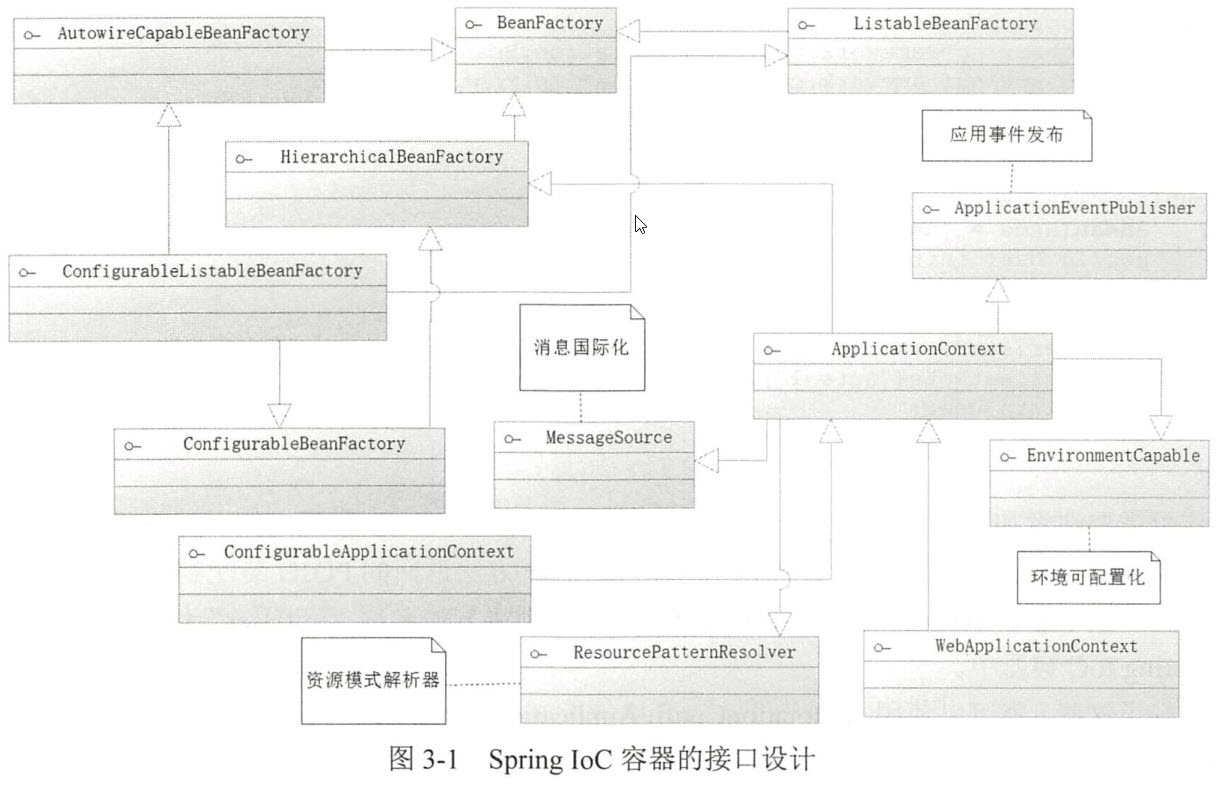 AutowireCapableBeanFactory
BeanFactory
ListableBeanFactory
应用事件发布
HierarchicalBeanFactory
ApplicationEventPublisher
ConfigurableListableBeanFactory
消息国际化
ApplicationContext
ConfigurableBeanFactory
MessageSource
EnvironmentCapable
ConfigurableApplicationContext
环境可配置化
资源模式解析器
ResourcePatternResolver
WebApplicationContext
图 3-1 Spring IoC 容器的接口设计